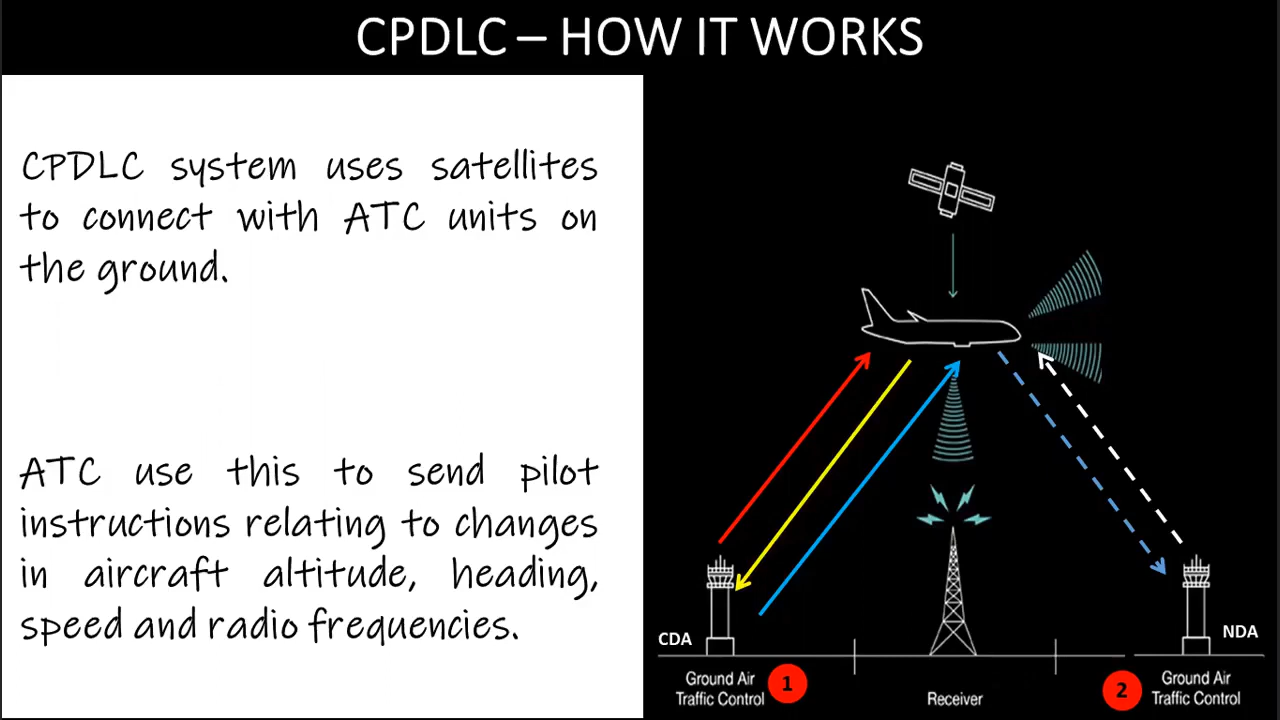 CPDLC – HOW IT WORKS
CPDLC system uses satellites
to connect with ATC units on
the ground.
ATC use this to send pilot
instructions relating to changes
in aircraft altitude, heading,
speed and radio frequencies.
CDA
NDA
Ground Air
Traffic Control
1
Receiver
2
Ground Air
Traffic Control